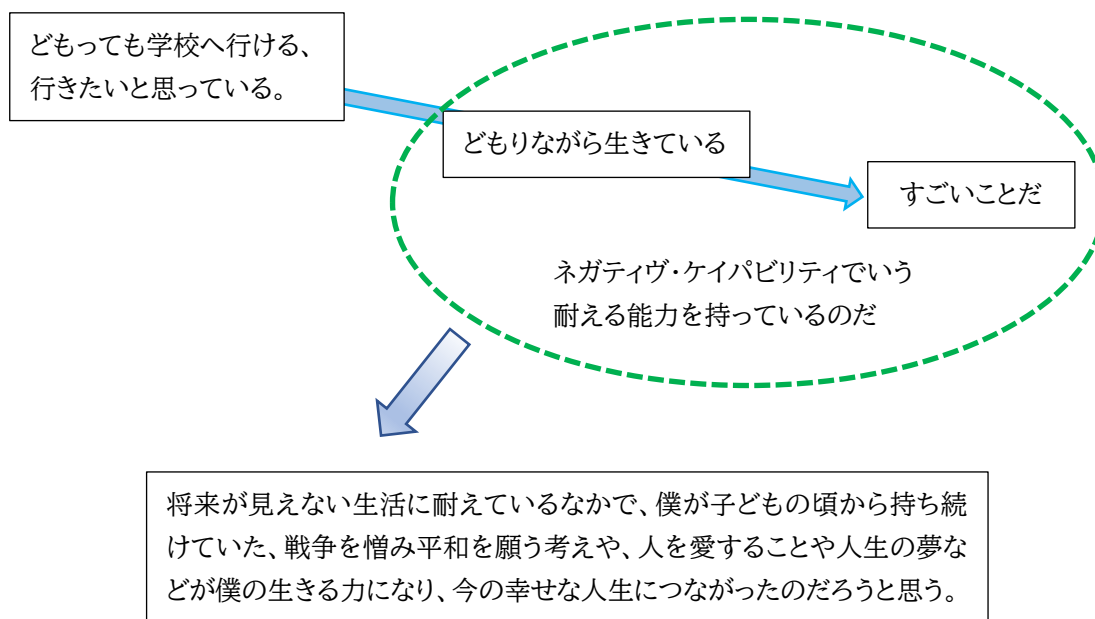 どもっても学校へ行ける、
行きたいと思っている。
どもりながら生きている
すごいことだ
ネガティヴ・ケイパビリティでいう
耐える能力を持っているのだ
将来が見えない生活に耐えているなかで、僕が子どもの頃から持ち続
けていた、戦争を憎み平和を願う考えや、人を愛することや人生の夢な
どが僕の生きる力になり、今の幸せな人生につながったのだろうと思う。